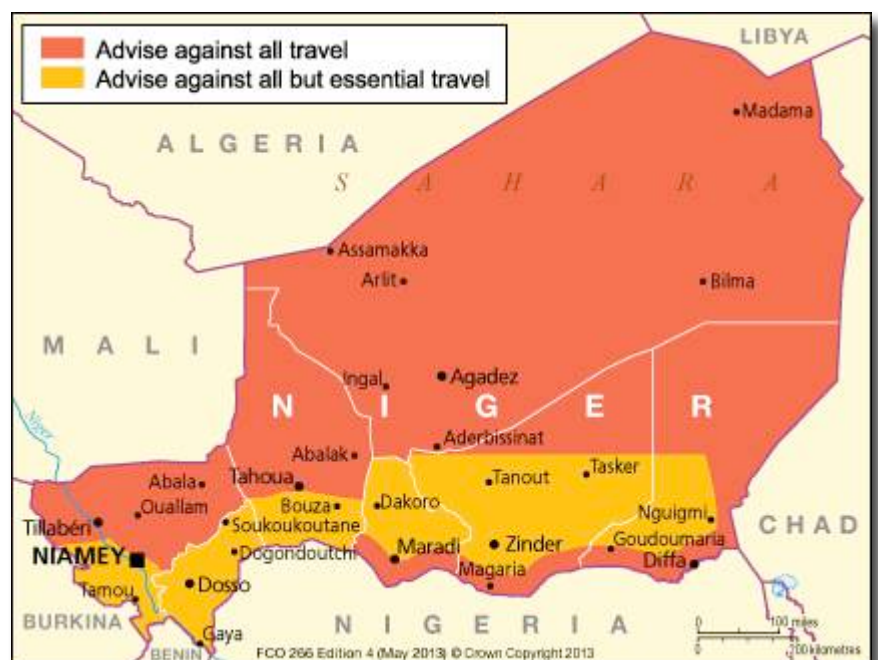 Advise against all travel
Advise against all but essential travel
LIBYA
Madama
ALGERIA
SAHARA
Assamakka
Arlit
Bilma
MALI
Ingal
Agadez
NIGER
Niger
Aderbissinat
Abalak
Abala
Tahoua
Tanout
Tasker
Ouallam
Bouza
Dakoro
Nguigmi
Tillabéri
Soukoukoutane
CHAD
NIAMEY
Dogondoutchi
Maradi
Zinder
Goudoumaria
Diffa
Tamou
Dosso
Magaria
BURKINA
Gaya
NIGERIA
0 100 miles
0 200 kilometres
BENIN
FCO 266 Edition 4 (May 2013) © Crown Copyright 2013